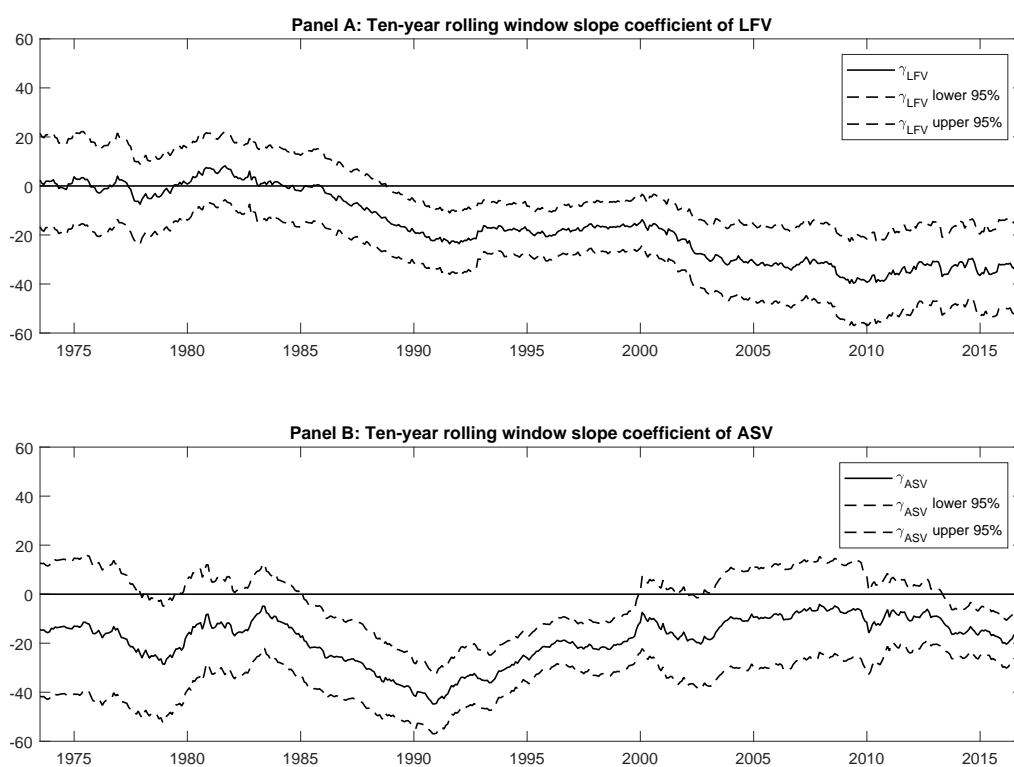 Panel A: Ten-year rolling window slope coefficient of LFV
60
40
20
0
-20
-40
-60
γLFV
γLFV lower 95%
γLFV upper 95%
1975 1980 1985 1990 1995 2000 2005 2010 2015
Panel B: Ten-year rolling window slope coefficient of ASV
60
40
20
0
-20
-40
-60
γASV
γASV lower 95%
γASV upper 95%
1975 1980 1985 1990 1995 2000 2005 2010 2015